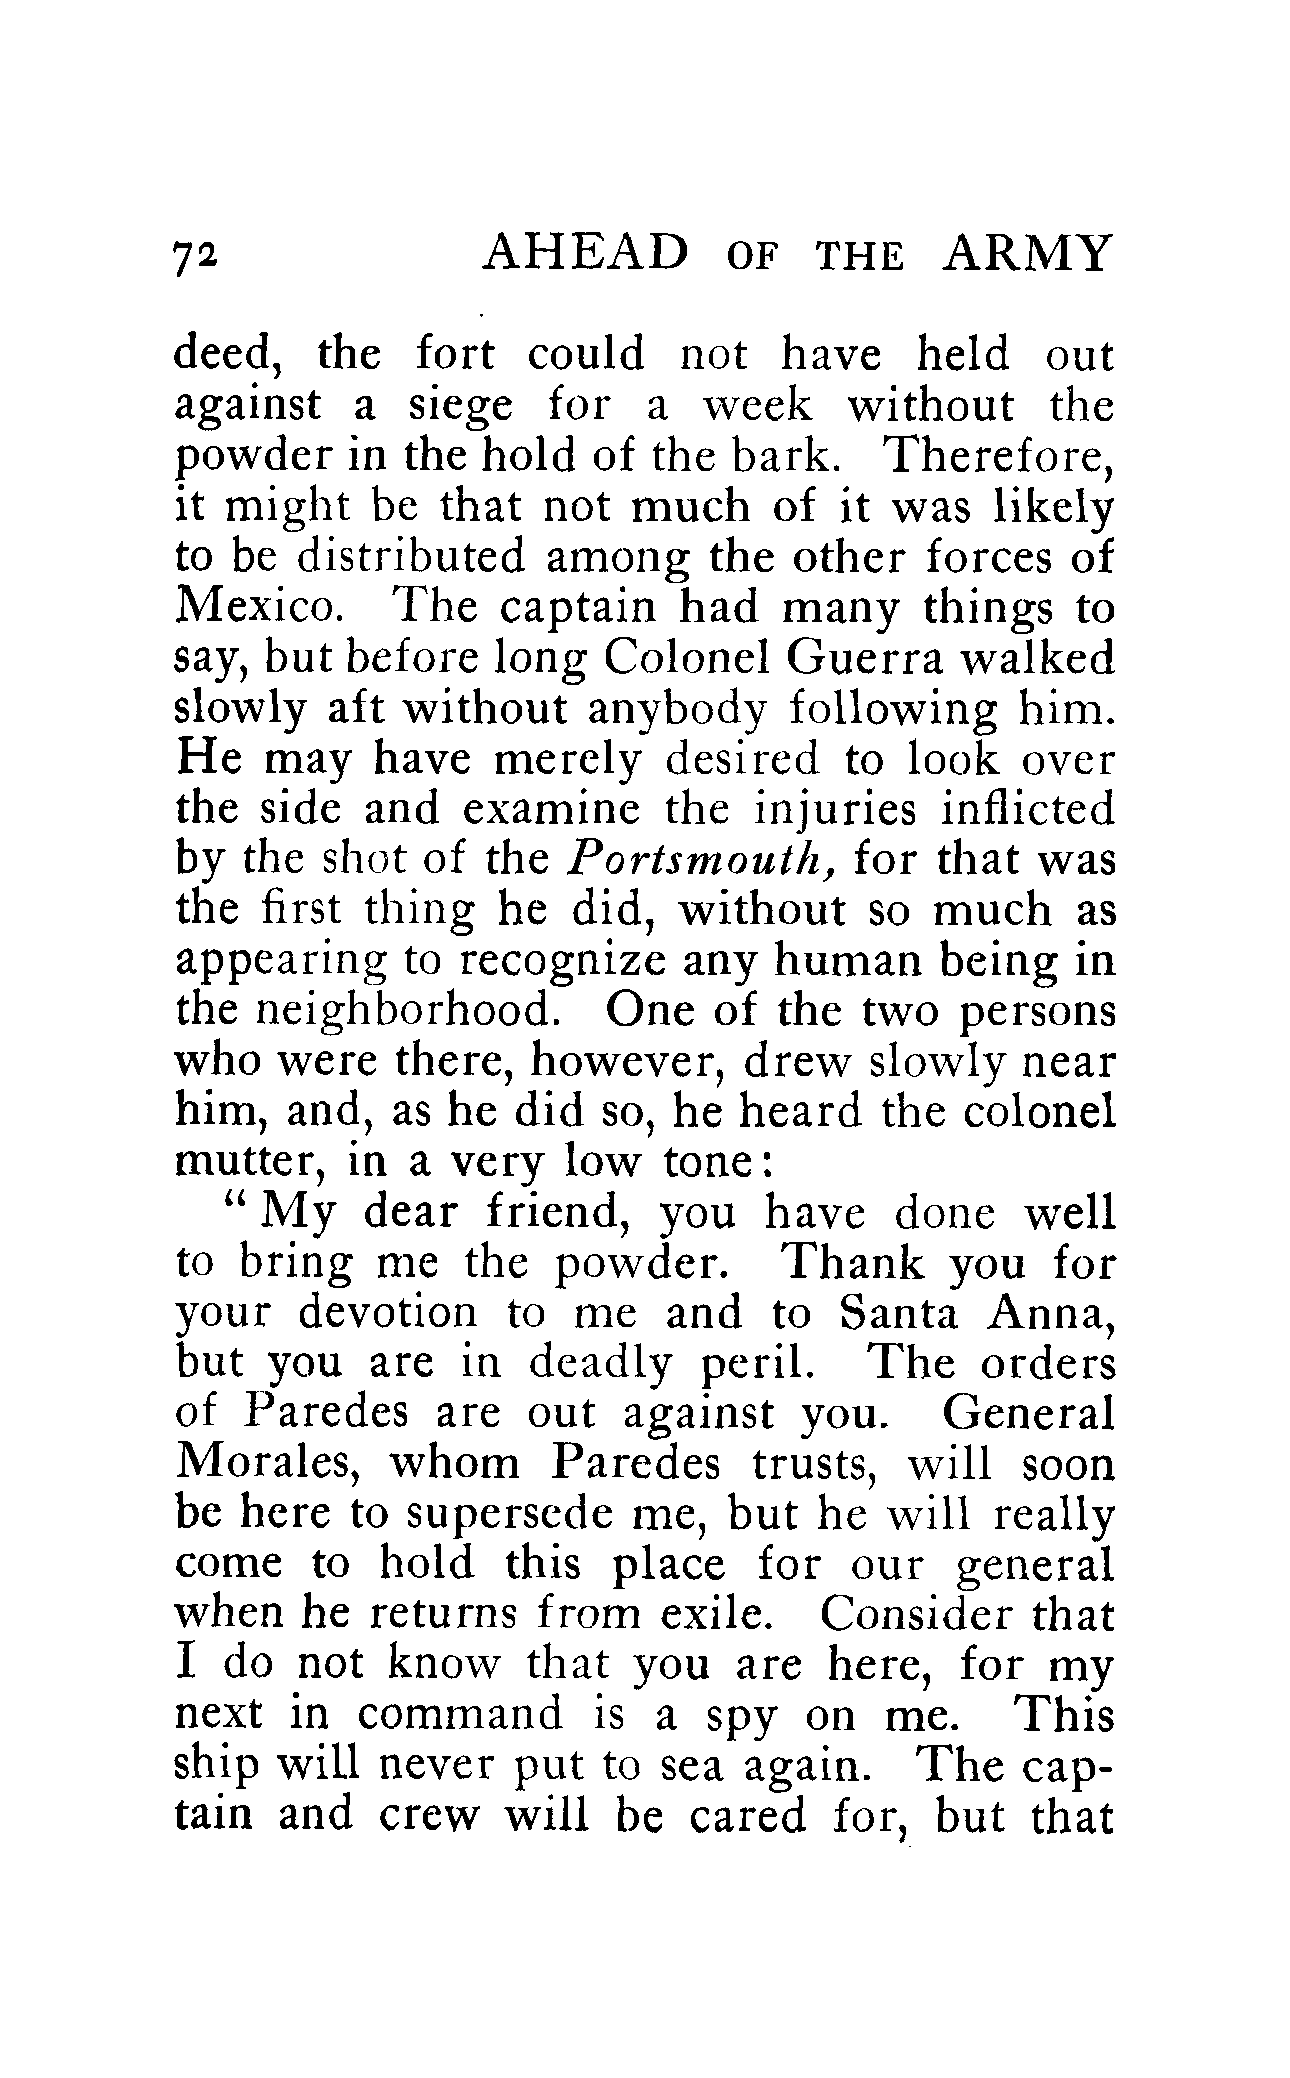 72 AHEAD OF THE ARMY
deed, the fort could not have held out
against a siege for a week without the
powder in the hold of the bark. Therefore,
it might be that not much of it was likely
to be distributed among the other forces of
Mexico. The captain had many things to
say, but before long Colonel Guerra walked
slowly aft without anybody following him.
He may have merely desired to look over
the side and examine the injuries inflicted
by the shot of the Portsmouth, for that was
the first thing he did, without so much as
appearing to recognize any human being in
the neighborhood. One of the two persons
who were there, however, drew slowly near
him, and, as he did so, he heard the colonel
mutter, in a very low tone:
“ My dear friend, you have done well
to bring me the powder. Thank you for
your devotion to me and to Santa Anna,
but you are in deadly peril. The orders
of Paredes are out against you. General
Morales, whom Paredes trusts, will soon
be here to supersede me, but he will really
come to hold this place for our general
when he returns from exile. Consider that
I do not know that you are here, for my
next in command is a spy on me. This
ship will never put to sea again. The cap-
tain and crew will be cared for, but that